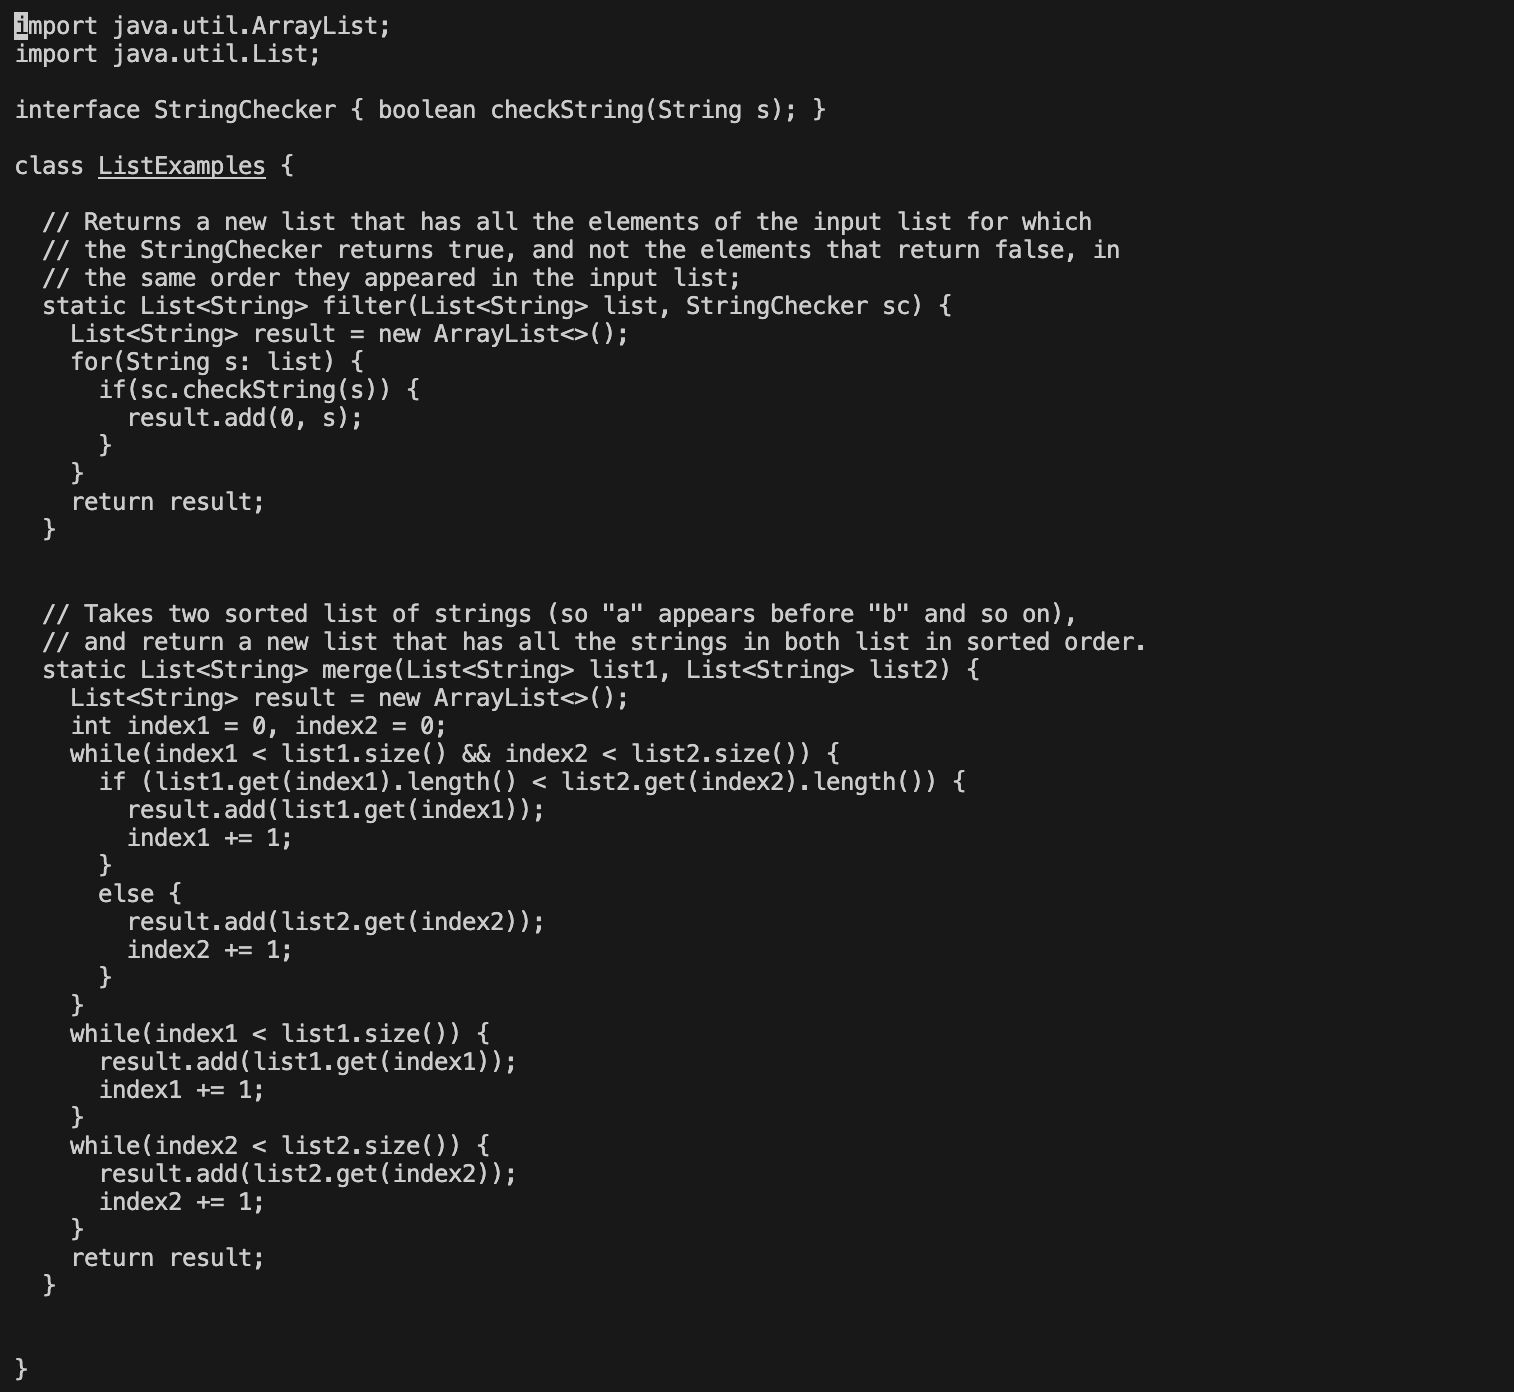 import java.util.ArrayList;
import java.util.List;

interface StringChecker { boolean checkString(String s); }

class ListExamples {

  // Returns a new list that has all the elements of the input list for which
  // the StringChecker returns true, and not the elements that return false, in
  // the same order they appeared in the input list;
  static List<String> filter(List<String> list, StringChecker sc) {
    List<String> result = new ArrayList<>();
    for(String s: list) {
      if(sc.checkString(s)) {
        result.add(0, s);
      }
    }
    return result;
  }


  // Takes two sorted list of strings (so "a" appears before "b" and so on),
  // and return a new list that has all the strings in both list in sorted order.
  static List<String> merge(List<String> list1, List<String> list2) {
    List<String> result = new ArrayList<>();
    int index1 = 0, index2 = 0;
    while(index1 < list1.size() && index2 < list2.size()) {
      if (list1.get(index1).length() < list2.get(index2).length()) {
        result.add(list1.get(index1));
        index1 += 1;
      }
      else {
        result.add(list2.get(index2));
        index2 += 1;
      }
    }
    while(index1 < list1.size()) {
      result.add(list1.get(index1));
      index1 += 1;
    }
    while(index2 < list2.size()) {
      result.add(list2.get(index2));
      index2 += 1;
    }
    return result;
  }


}